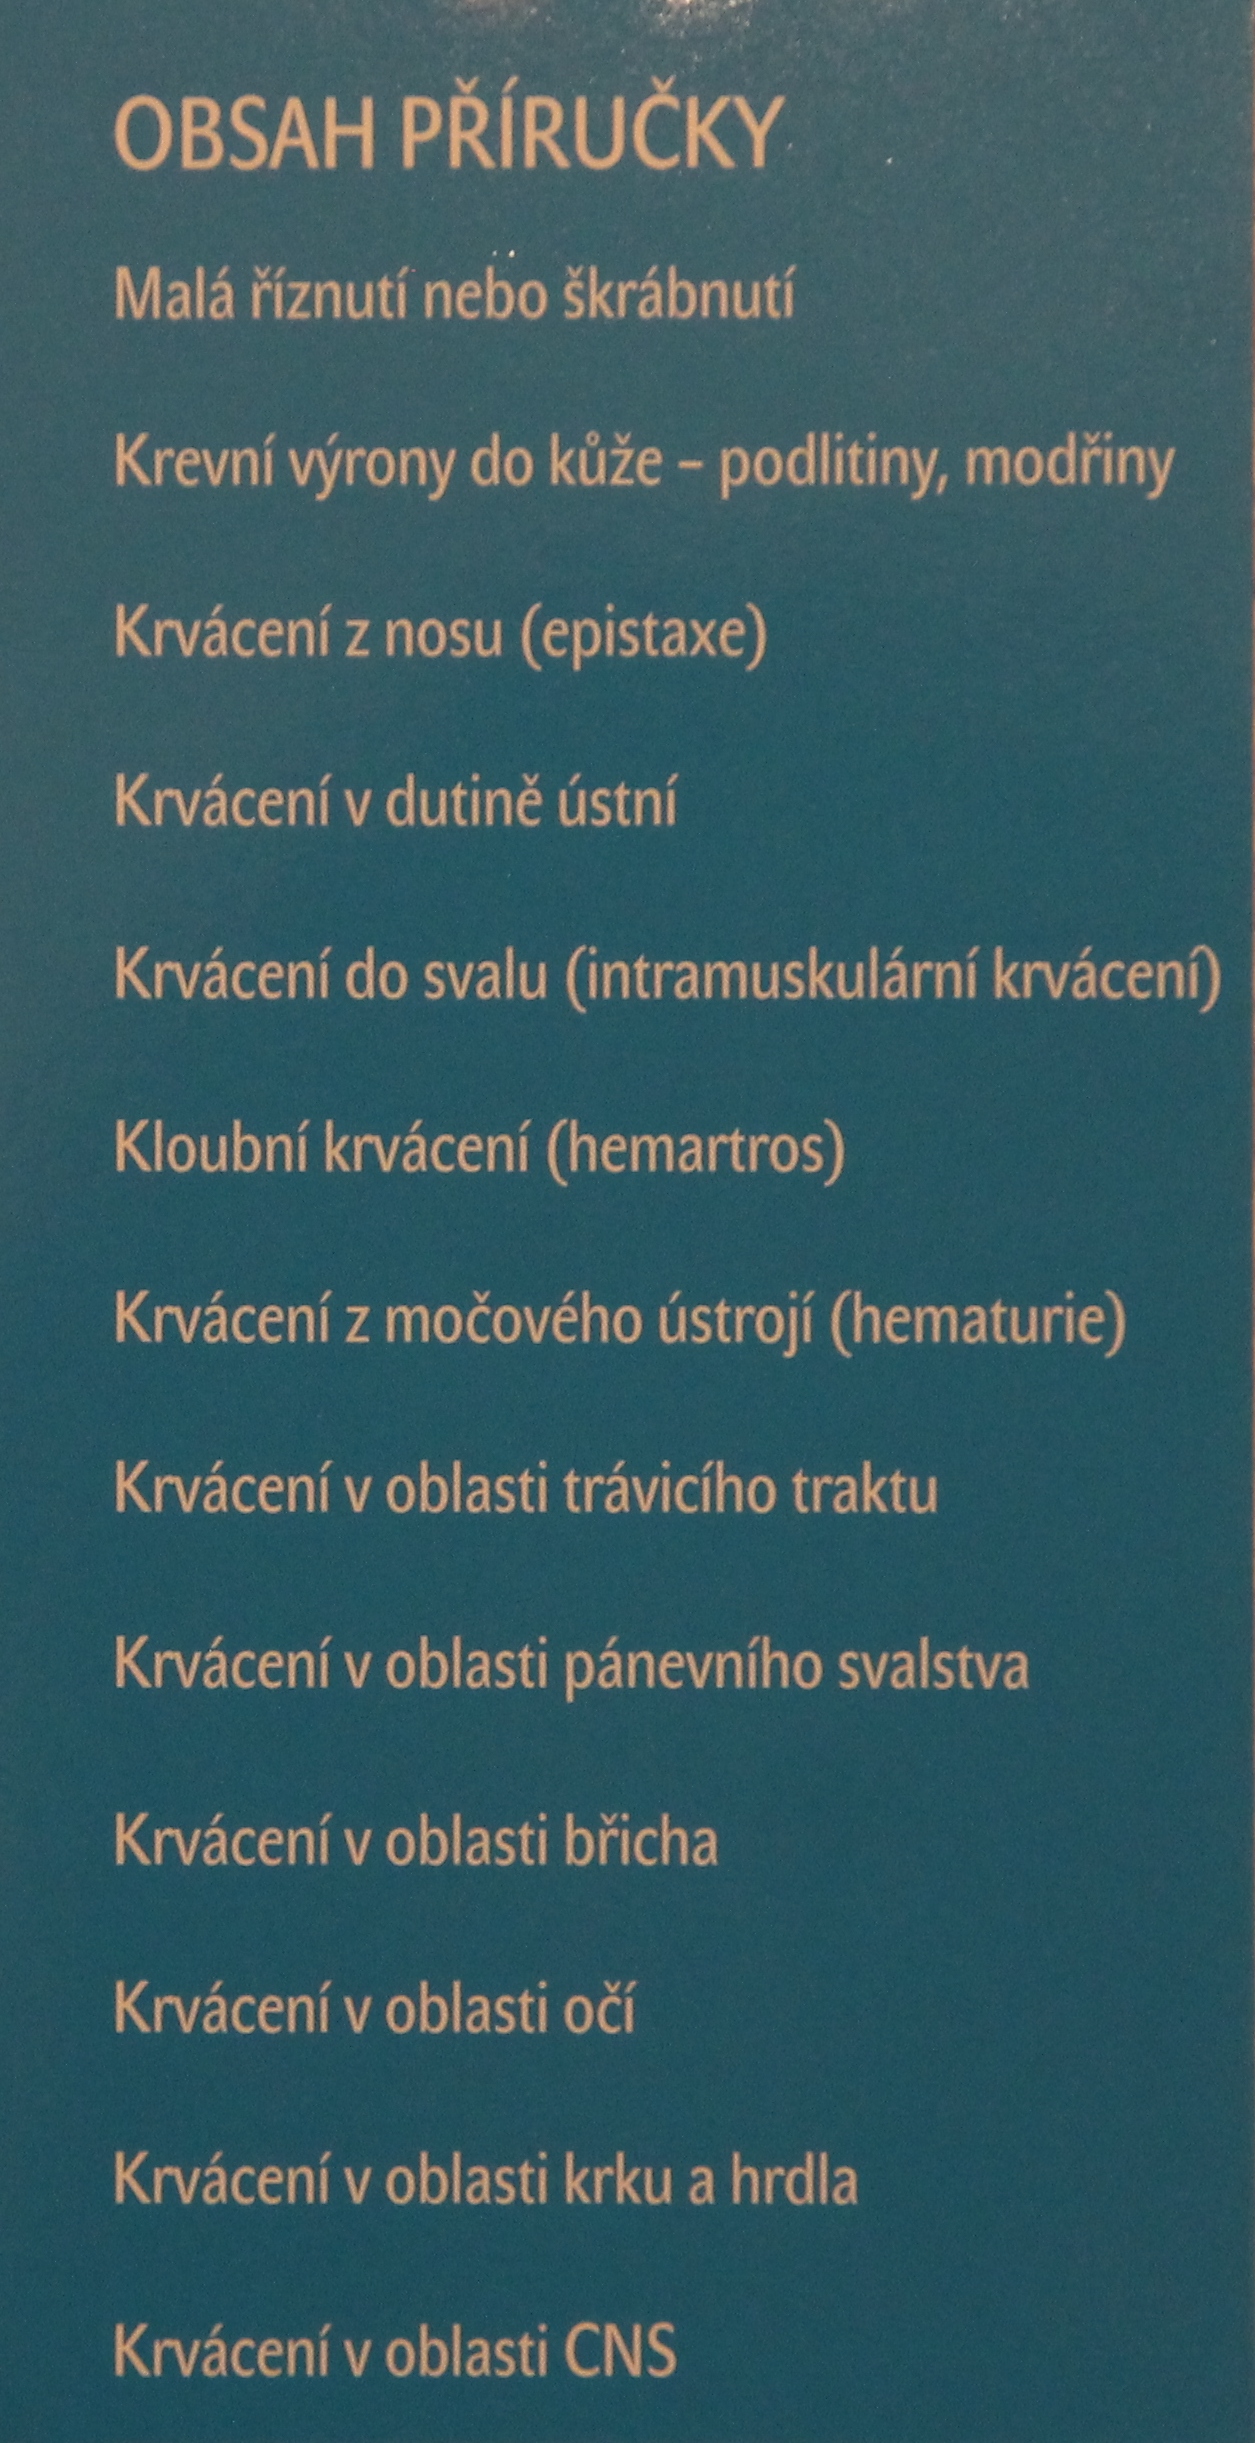 OBSAH PŘÍRUČKY
Malá říznutí nebo škrábnutí
Krevní výrony do kůže – podlitiny, modřiny
Krvácení z nosu (epistaxe)
Krvácení v dutině ústní
Krvácení do svalu (intramuskulární krvácení)
Kloubní krvácení (hemartros)
Krvácení z močového ústrojí (hematurie)
Krvácení v oblasti trávicího traktu
Krvácení v oblasti pánevního svalstva
Krvácení v oblasti břicha
Krvácení v oblasti očí
Krvácení v oblasti krku a hrdla
Krvácení v oblasti CNS